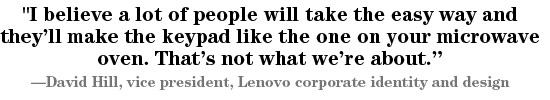 "I believe a lot of people will take the easy way and
they’ll make the keypad like the one on your microwave
oven. That’s not what we’re about.”
—David Hill, vice president, Lenovo corporate identity and design